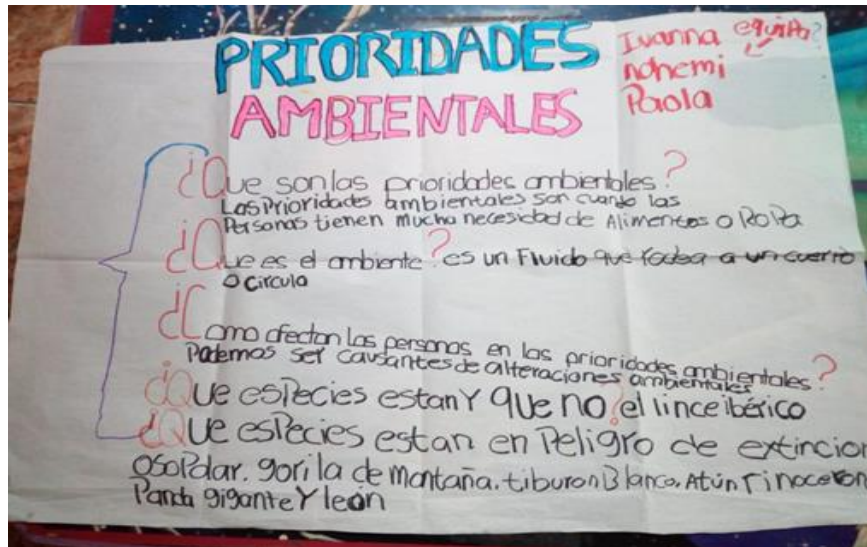 PRIORIDADES
AMBIENTALES
Ivanna equipo?
nohemi
Paola
¿Que son las prioridades ambientales?
Las Prioridades ambientales son cuando las
Personas tienen mucha necesidad de Alimentos o RoPa
¿Que es el ambiente? es un Fluido que rodea a un cuerpo
o circulo
¿Como afectan las personas en las prioridades ambientales?
Podemos ser causantes de alteraciones ambientales
¿Que esPecies estan Y que no? el lince ibérico
¿Que esPecies estan en Peligro de extincion
Oso Polar. gorila de montaña. tiburon Blanco. Atún rinoceron
Panda gigante Y león